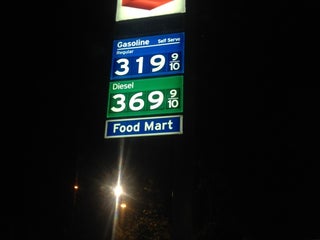 Gasoline Self Serve
Regular
319 9/10
Diesel
369 9/10
Food Mart